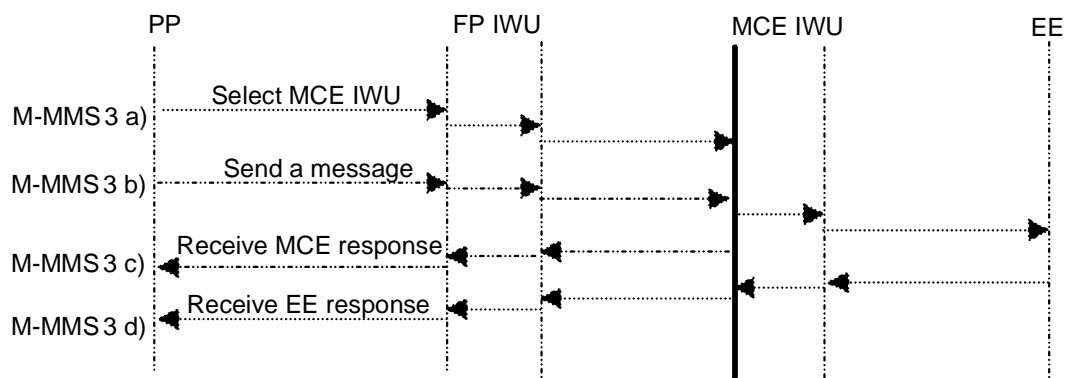 PP FP IWU MCE IWU EE
M-MMS 3 a) Select MCE IWU
M-MMS 3 b) Send a message
M-MMS 3 c) Receive MCE response
M-MMS 3 d) Receive EE response